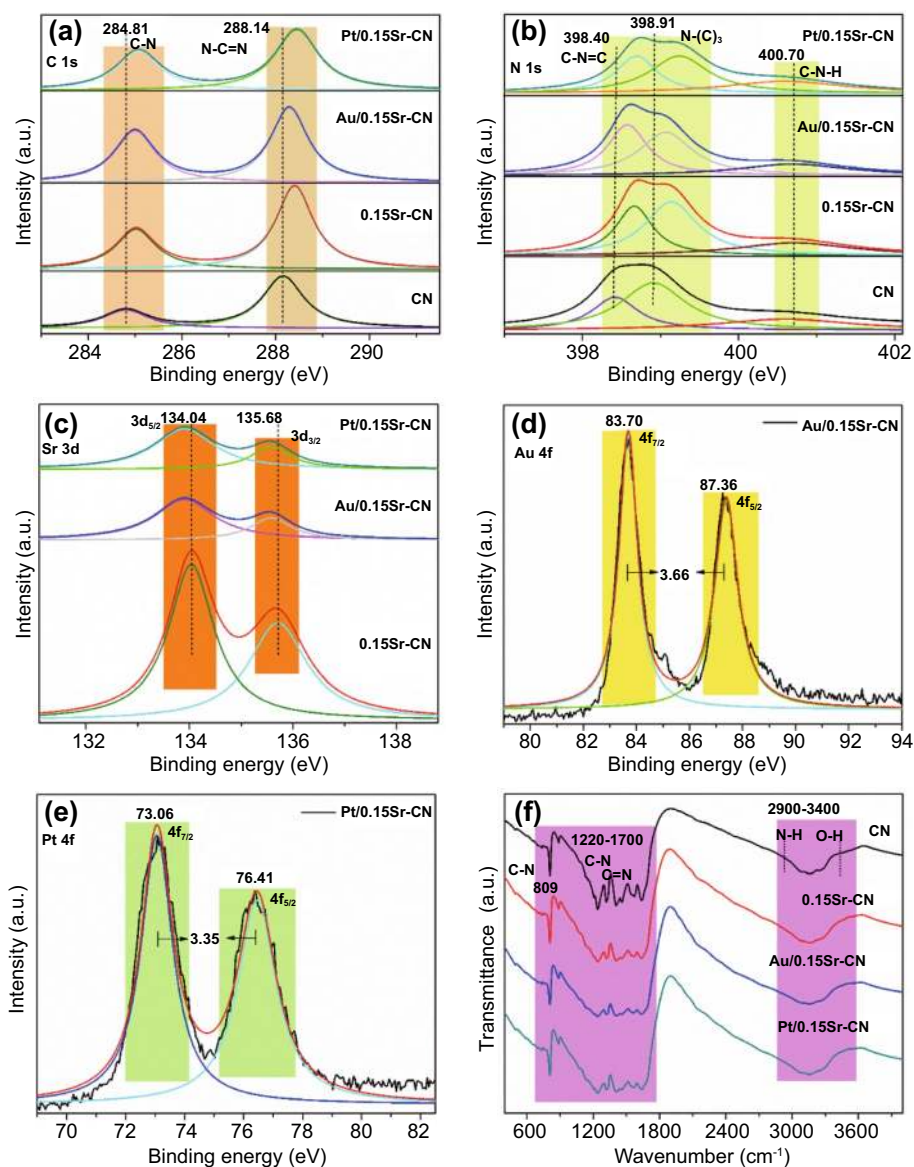 (a)
284.81
288.14
Pt/0.15Sr-CN
C-N
N-C=N
C 1s
Au/0.15Sr-CN
0.15Sr-CN
CN
Intensity (a.u.)
284 286 288 290
Binding energy (eV)
(b)
398.40
398.91
N-(C)₃
Pt/0.15Sr-CN
C-N=C
400.70
C-N-H
N 1s
Au/0.15Sr-CN
0.15Sr-CN
CN
Intensity (a.u.)
398 400 402
Binding energy (eV)
(c)
3d5/2 134.04
135.68
Pt/0.15Sr-CN
3d3/2
Sr 3d
Au/0.15Sr-CN
0.15Sr-CN
Intensity (a.u.)
132 134 136 138
Binding energy (eV)
(d)
83.70
Au/0.15Sr-CN
Au 4f
4f7/2
87.36
4f5/2
3.66
Intensity (a.u.)
80 82 84 86 88 90 92 94
Binding energy (eV)
(e)
73.06
Pt/0.15Sr-CN
Pt 4f
4f7/2
76.41
4f5/2
3.35
Intensity (a.u.)
70 72 74 76 78 80 82
Binding energy (eV)
(f)
2900-3400
1220-1700
N-H
O-H
CN
C-N
C-N
C=N
809
0.15Sr-CN
Au/0.15Sr-CN
Pt/0.15Sr-CN
Transmittance (a.u.)
600 1200 1800 2400 3000 3600
Wavenumber (cm⁻¹)